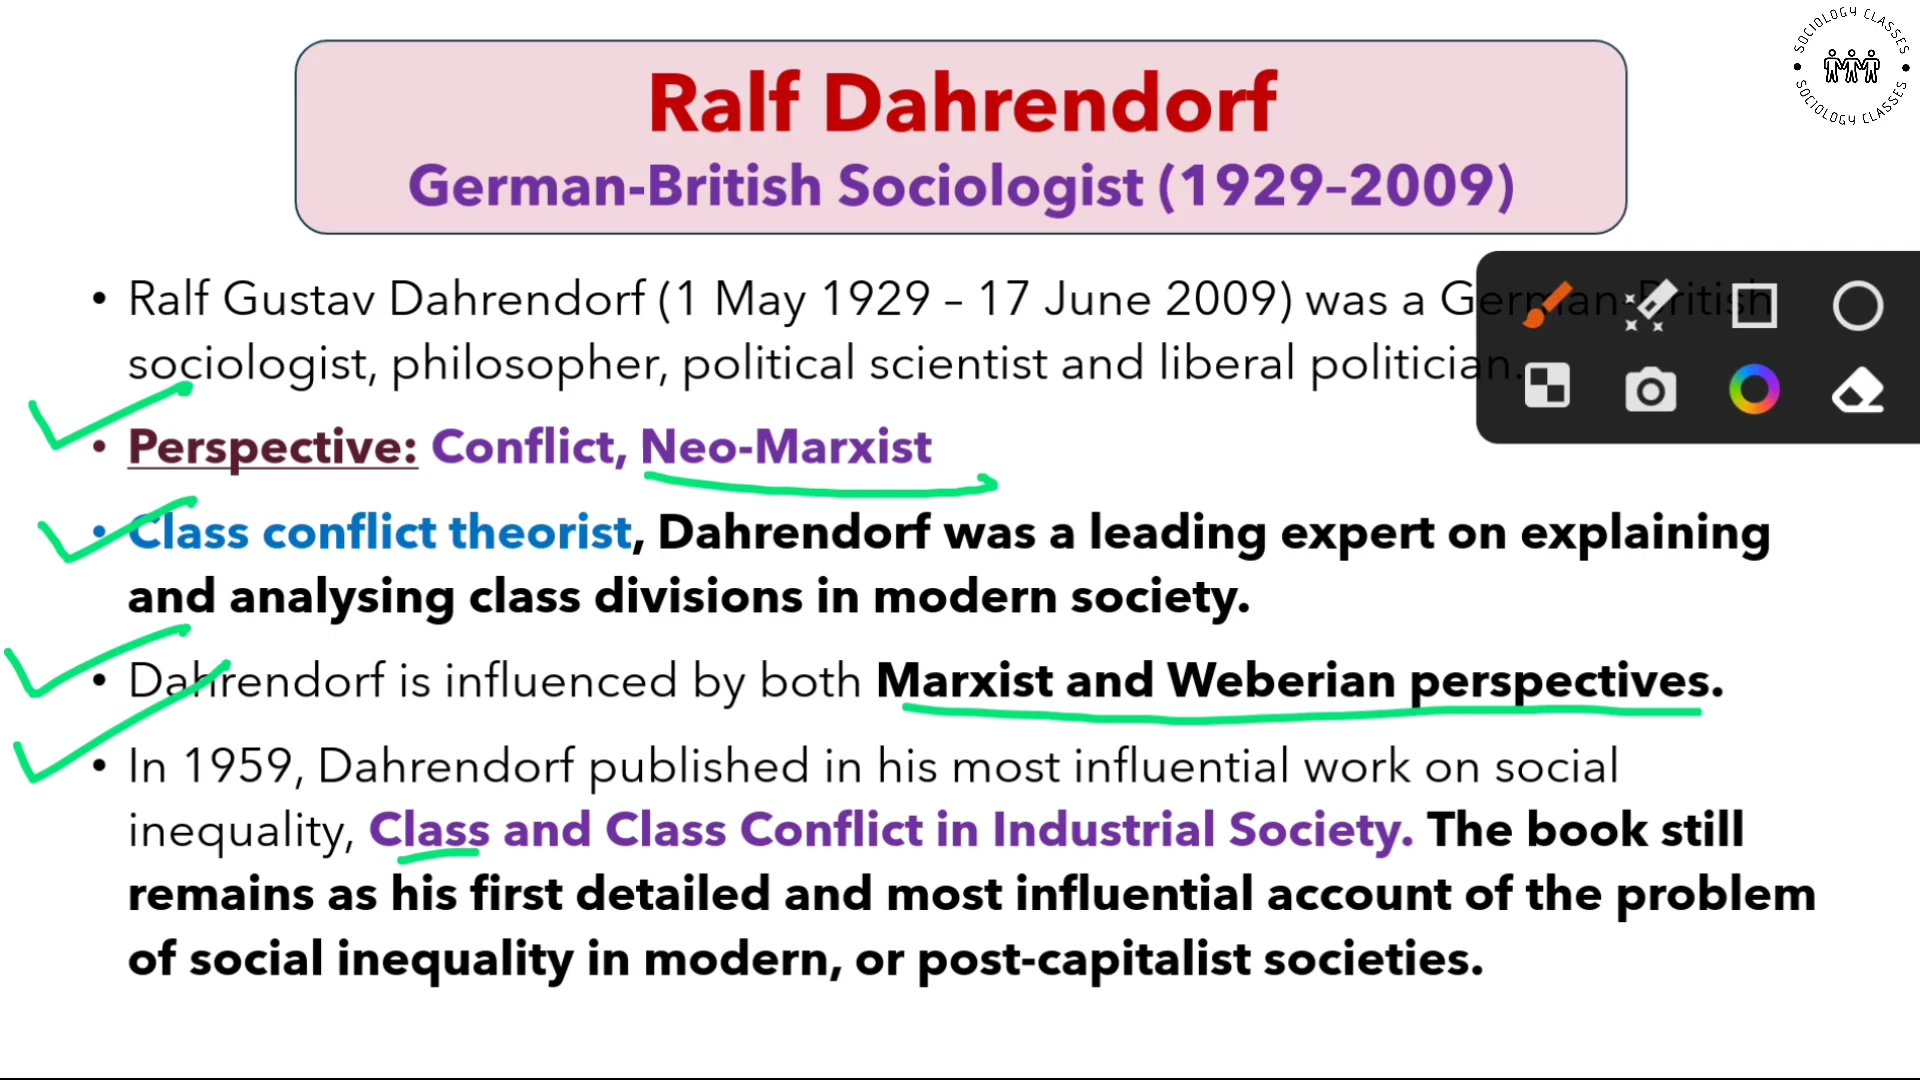 SOCIOLOGY CLASSES
SOCIOLOGY CLASSES
Ralf Dahrendorf
German-British Sociologist (1929–2009)
• Ralf Gustav Dahrendorf (1 May 1929 – 17 June 2009) was a German-British
sociologist, philosopher, political scientist and liberal politician.
• Perspective: Conflict, Neo-Marxist
• Class conflict theorist, Dahrendorf was a leading expert on explaining
and analysing class divisions in modern society.
• Dahrendorf is influenced by both Marxist and Weberian perspectives.
• In 1959, Dahrendorf published in his most influential work on social
inequality, Class and Class Conflict in Industrial Society. The book still
remains as his first detailed and most influential account of the problem
of social inequality in modern, or post-capitalist societies.